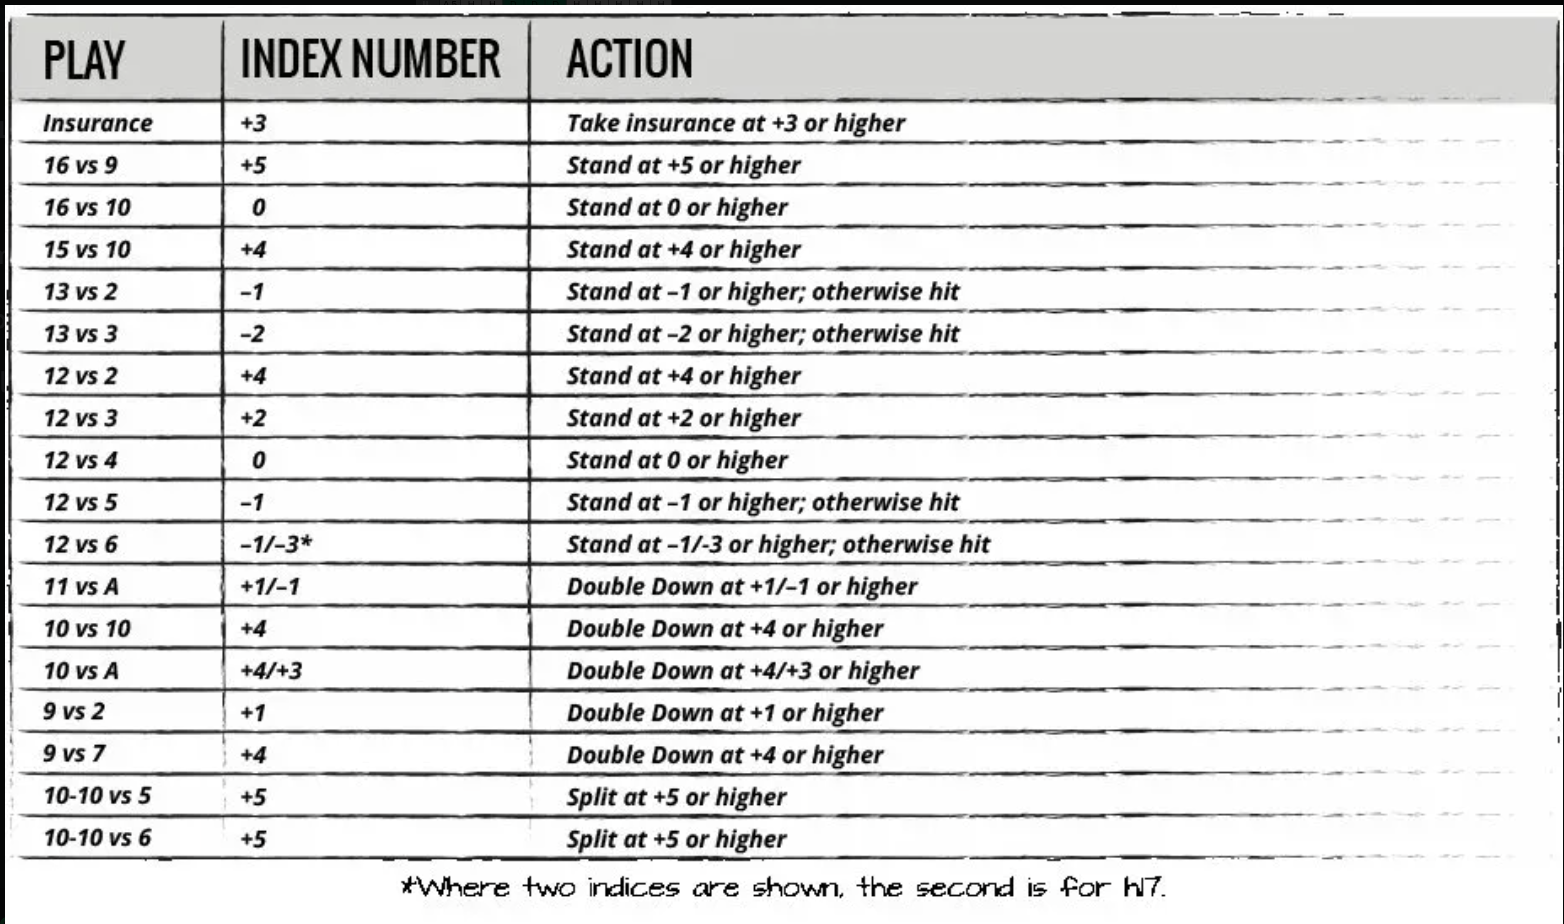 PLAY INDEX NUMBER ACTION
Insurance +3 Take insurance at +3 or higher
16 vs 9 +5 Stand at +5 or higher
16 vs 10 0 Stand at 0 or higher
15 vs 10 +4 Stand at +4 or higher
13 vs 2 –1 Stand at –1 or higher; otherwise hit
13 vs 3 –2 Stand at –2 or higher; otherwise hit
12 vs 2 +4 Stand at +4 or higher
12 vs 3 +2 Stand at +2 or higher
12 vs 4 0 Stand at 0 or higher
12 vs 5 –1 Stand at –1 or higher; otherwise hit
12 vs 6 –1/–3* Stand at –1/-3 or higher; otherwise hit
11 vs A +1/–1 Double Down at +1/–1 or higher
10 vs 10 +4 Double Down at +4 or higher
10 vs A +4/+3 Double Down at +4/+3 or higher
9 vs 2 +1 Double Down at +1 or higher
9 vs 7 +4 Double Down at +4 or higher
10-10 vs 5 +5 Split at +5 or higher
10-10 vs 6 +5 Split at +5 or higher
*Where two indices are shown, the second is for h17.